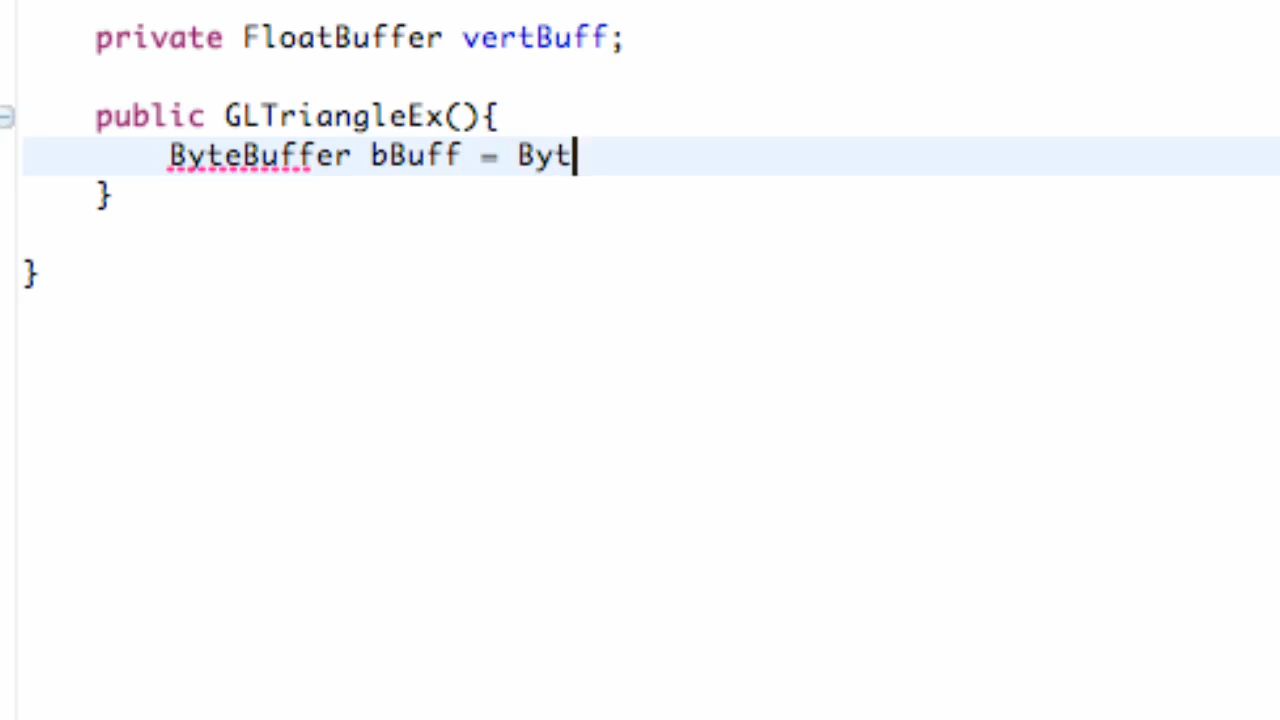 private FloatBuffer vertBuff;
public GLTriangleEx(){
ByteBuffer bBuff = Byt
}
}